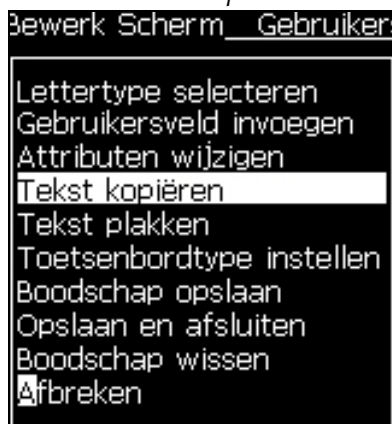 Bewerk Scherm Gebruikers
Lettertype selecteren
Gebruikersveld invoegen
Attributen wijzigen
Tekst kopiëren
Tekst plakken
Toetsenbordtype instellen
Boodschap opslaan
Opslaan en afsluiten
Boodschap wissen
Afbreken